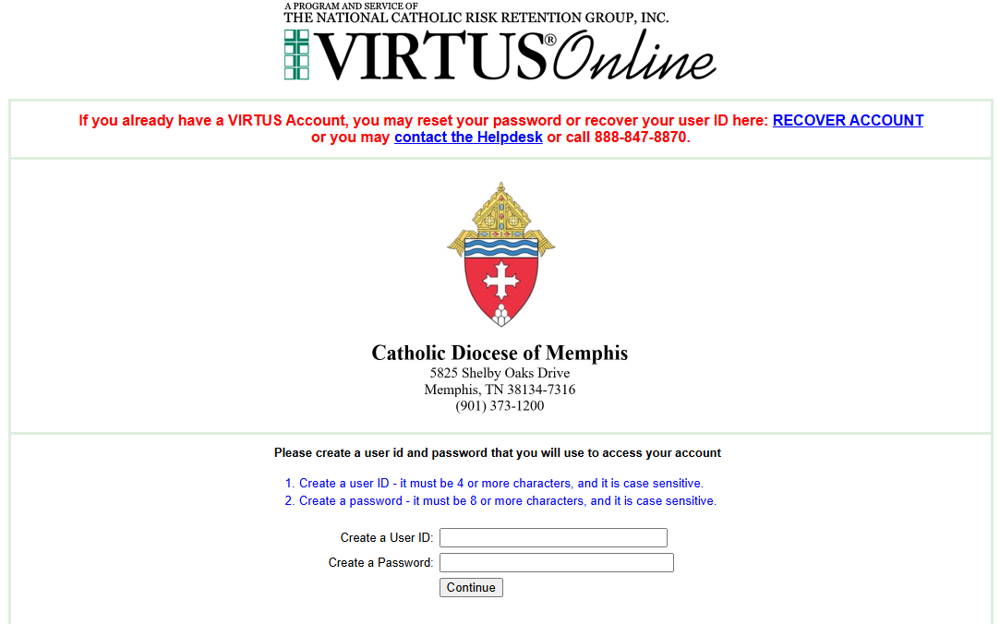 A PROGRAM AND SERVICE OF
THE NATIONAL CATHOLIC RISK RETENTION GROUP, INC.
VIRTUS®Online
If you already have a VIRTUS Account, you may reset your password or recover your user ID here: RECOVER ACCOUNT
or you may contact the Helpdesk or call 888-847-8870.
Catholic Diocese of Memphis
5825 Shelby Oaks Drive
Memphis, TN 38134-7316
(901) 373-1200
Please create a user id and password that you will use to access your account
1. Create a user ID - it must be 4 or more characters, and it is case sensitive.
2. Create a password - it must be 8 or more characters, and it is case sensitive.
Create a User ID:
Create a Password:
Continue